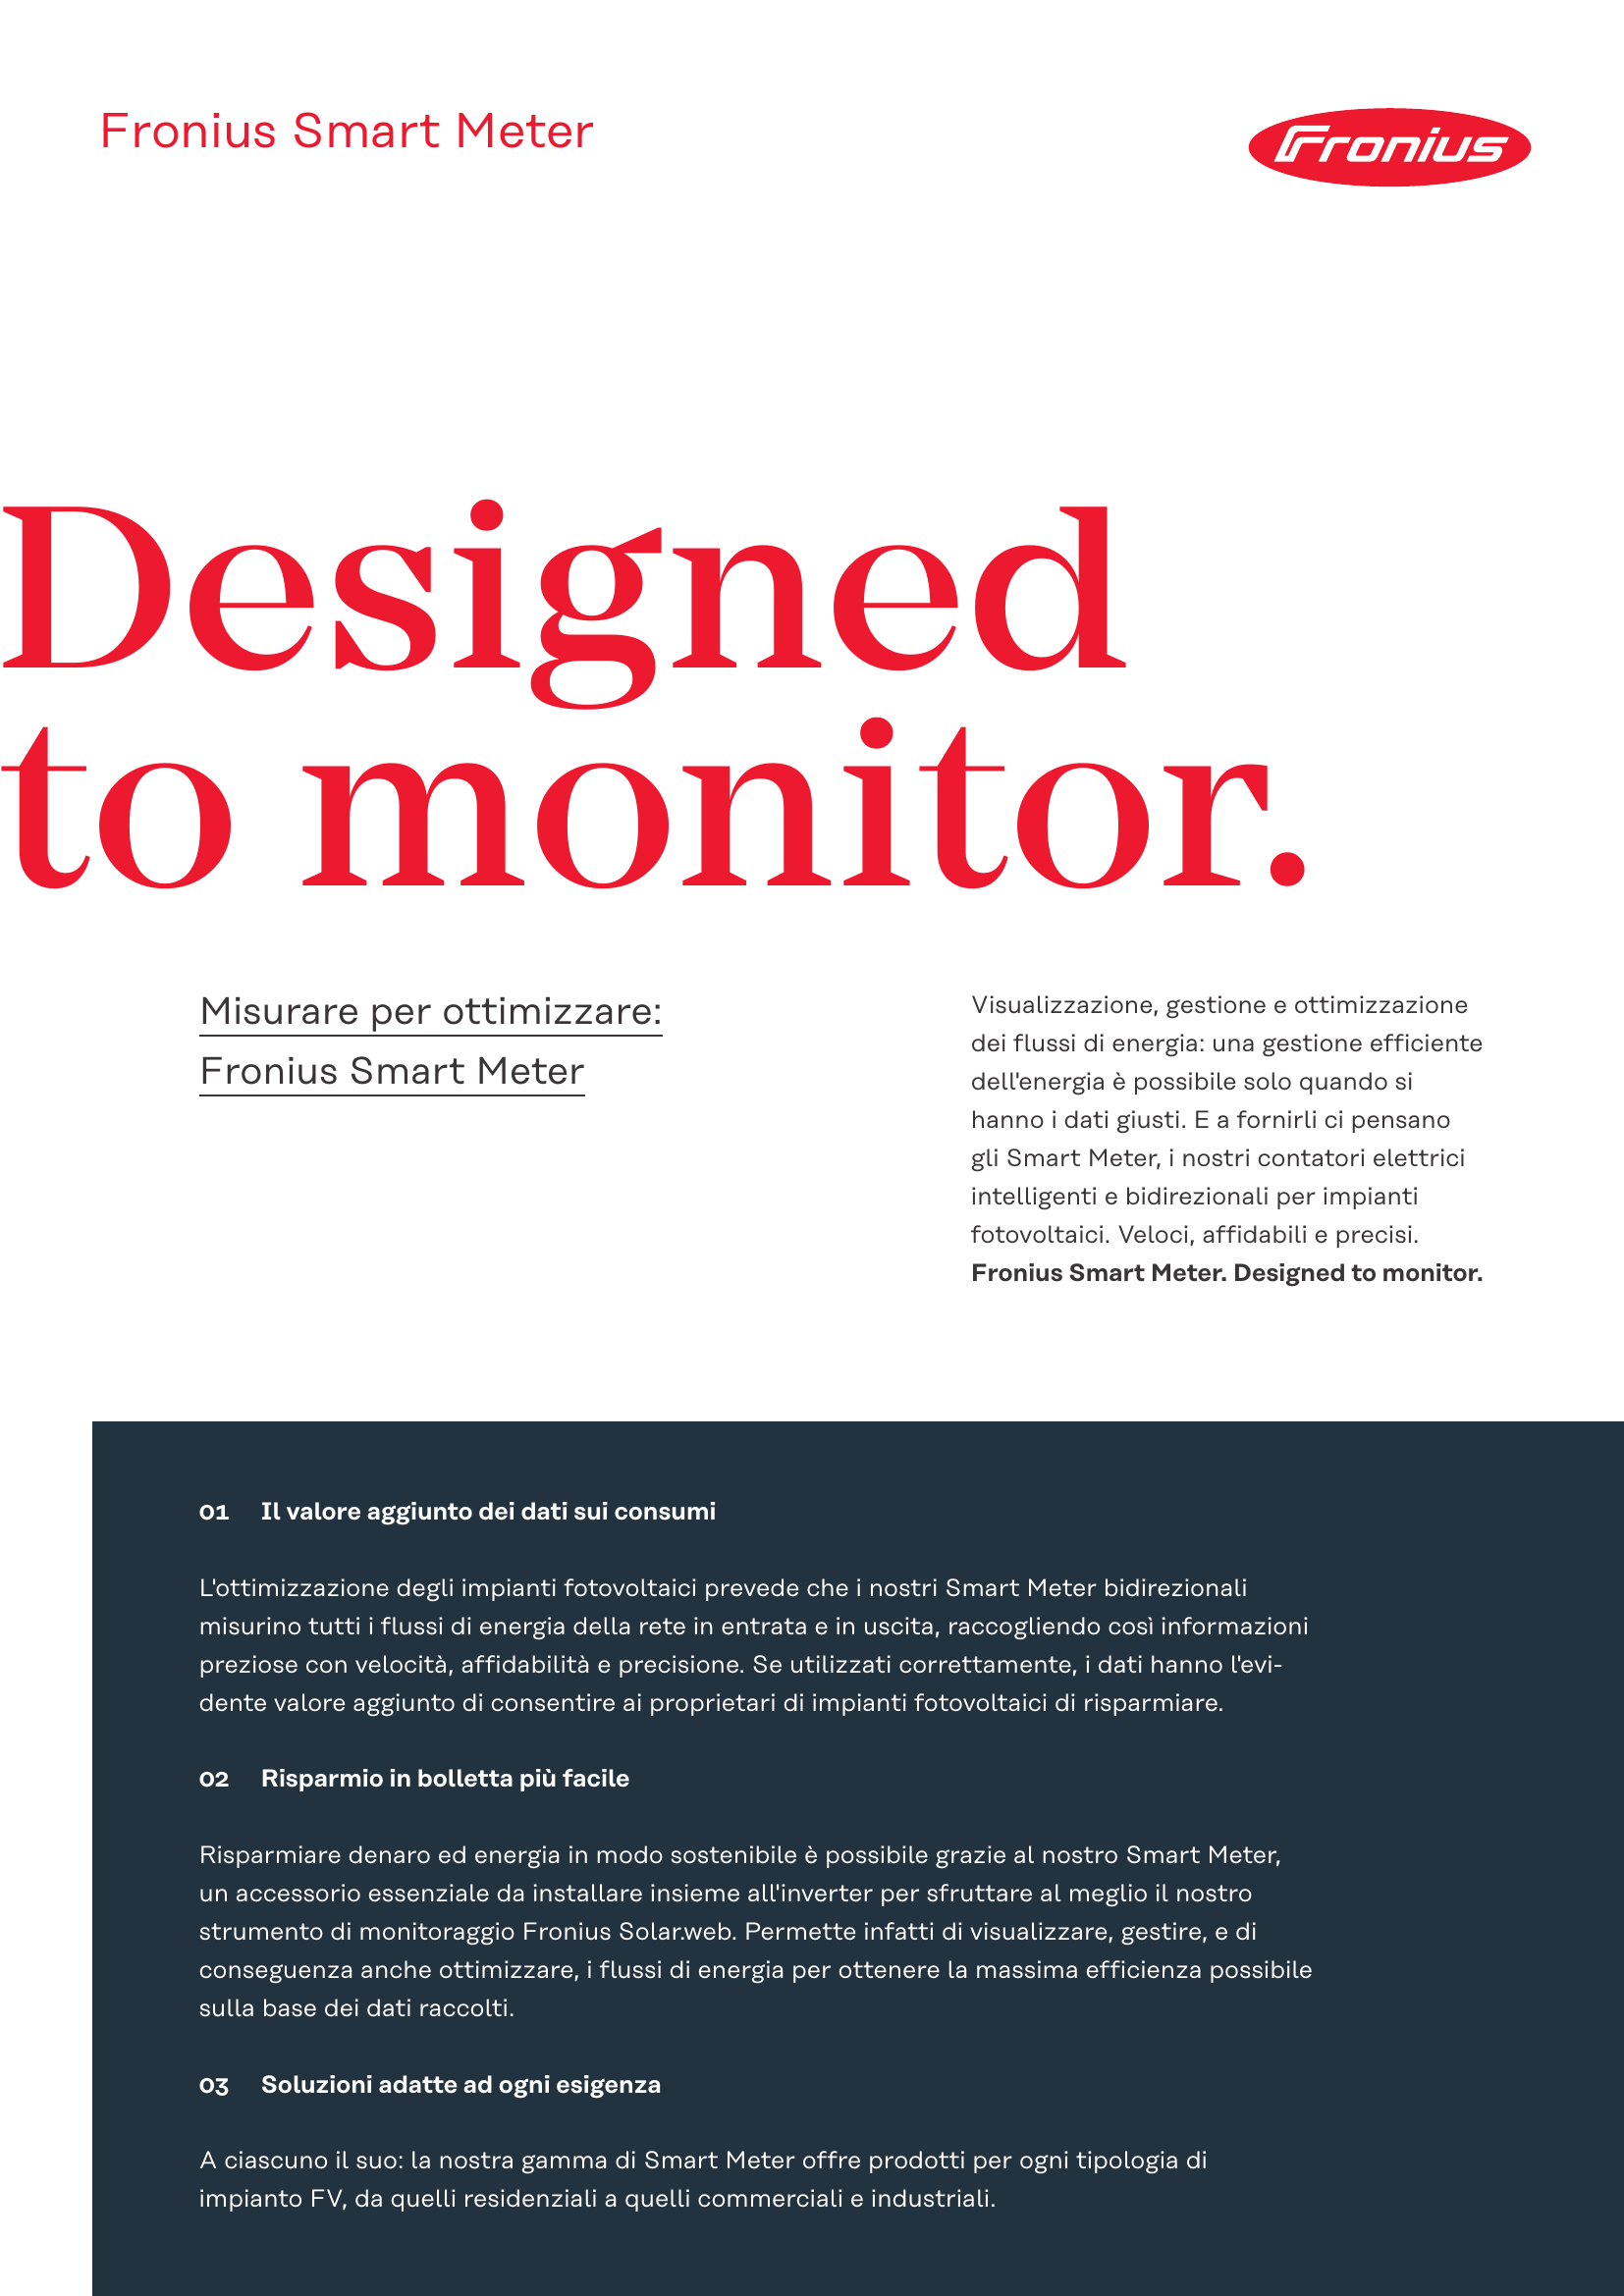 Fronius Smart Meter
Fronius
Designed
to monitor.
Misurare per ottimizzare:
Fronius Smart Meter
Visualizzazione, gestione e ottimizzazione
dei flussi di energia: una gestione efficiente
dell'energia è possibile solo quando si
hanno i dati giusti. E a fornirli ci pensano
gli Smart Meter, i nostri contatori elettrici
intelligenti e bidirezionali per impianti
fotovoltaici. Veloci, affidabili e precisi.
Fronius Smart Meter. Designed to monitor.
01 Il valore aggiunto dei dati sui consumi
L'ottimizzazione degli impianti fotovoltaici prevede che i nostri Smart Meter bidirezionali
misurino tutti i flussi di energia della rete in entrata e in uscita, raccogliendo così informazioni
preziose con velocità, affidabilità e precisione. Se utilizzati correttamente, i dati hanno l'evi-
dente valore aggiunto di consentire ai proprietari di impianti fotovoltaici di risparmiare.
02 Risparmio in bolletta più facile
Risparmiare denaro ed energia in modo sostenibile è possibile grazie al nostro Smart Meter,
un accessorio essenziale da installare insieme all'inverter per sfruttare al meglio il nostro
strumento di monitoraggio Fronius Solar.web. Permette infatti di visualizzare, gestire, e di
conseguenza anche ottimizzare, i flussi di energia per ottenere la massima efficienza possibile
sulla base dei dati raccolti.
03 Soluzioni adatte ad ogni esigenza
A ciascuno il suo: la nostra gamma di Smart Meter offre prodotti per ogni tipologia di
impianto FV, da quelli residenziali a quelli commerciali e industriali.